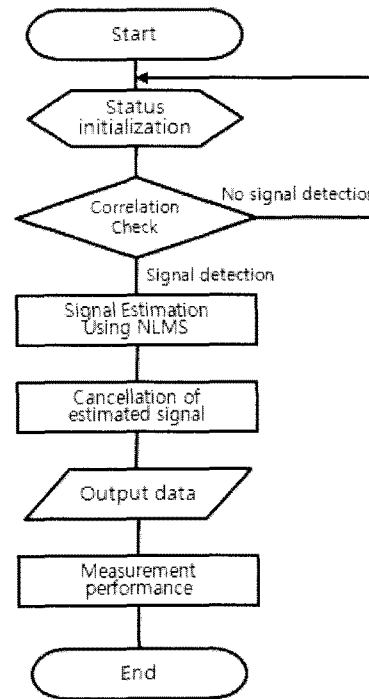 Start
Status
initialization
Correlation
Check
No signal detection
Signal detection
Signal Estimation
Using NLMS
Cancellation of
estimated signal
Output data
Measurement
performance
End